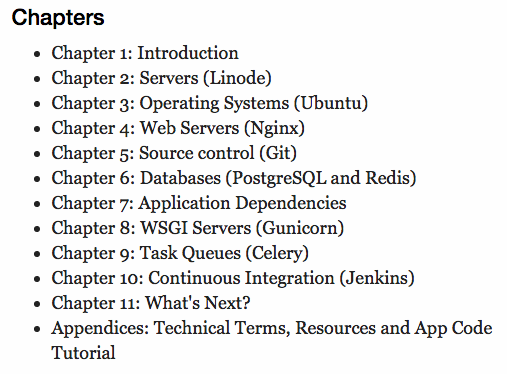 Chapters
Chapter 1: Introduction
Chapter 2: Servers (Linode)
Chapter 3: Operating Systems (Ubuntu)
Chapter 4: Web Servers (Nginx)
Chapter 5: Source control (Git)
Chapter 6: Databases (PostgreSQL and Redis)
Chapter 7: Application Dependencies
Chapter 8: WSGI Servers (Gunicorn)
Chapter 9: Task Queues (Celery)
Chapter 10: Continuous Integration (Jenkins)
Chapter 11: What's Next?
Appendices: Technical Terms, Resources and App Code
Tutorial